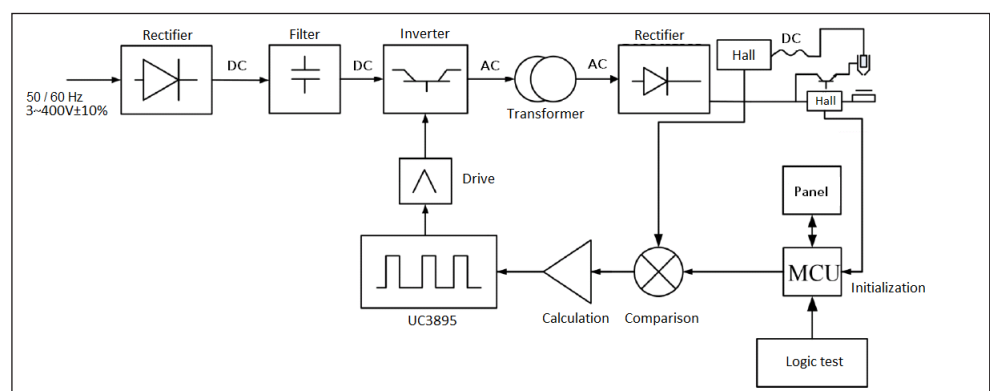 Rectifier
Filter
Inverter
Rectifier
Hall
DC
DC
DC
AC
AC
50 / 60 Hz
3~400V±10%
Transformer
Hall
Drive
Panel
MCU
Initialization
UC3895
Calculation
Comparison
Logic test